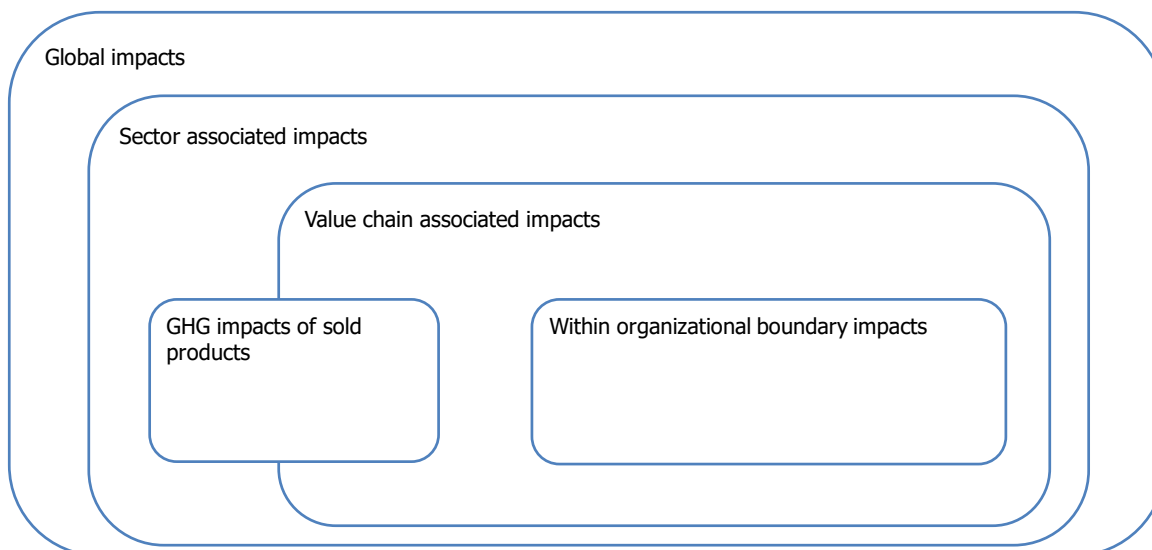 Global impacts
Sector associated impacts
Value chain associated impacts
GHG impacts of sold
products
Within organizational boundary impacts